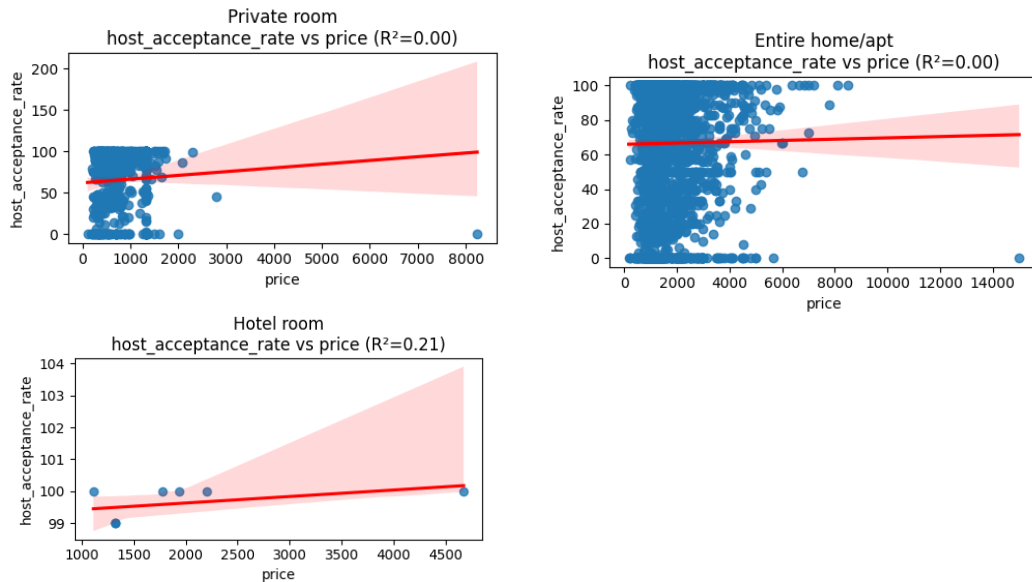 Private room
host_acceptance_rate vs price (R²=0.00)
200
150
100
50
0
host_acceptance_rate
0 1000 2000 3000 4000 5000 6000 7000 8000
price
Entire home/apt
host_acceptance_rate vs price (R²=0.00)
100
80
60
40
20
0
host_acceptance_rate
0 2000 4000 6000 8000 10000 12000 14000
price
Hotel room
host_acceptance_rate vs price (R²=0.21)
104
103
102
101
100
99
host_acceptance_rate
1000 1500 2000 2500 3000 3500 4000 4500
price